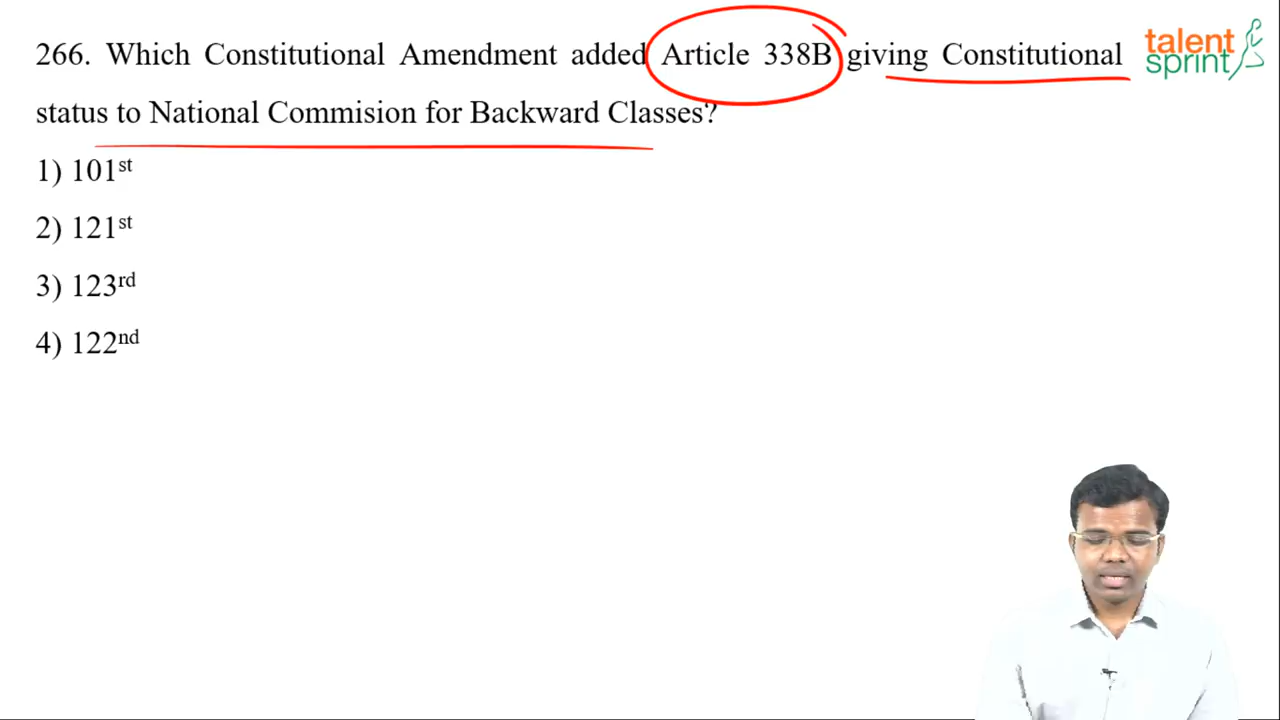 266. Which Constitutional Amendment added Article 338B giving Constitutional
status to National Commision for Backward Classes?
1) 101st
2) 121st
3) 123rd
4) 122nd
talent
sprint